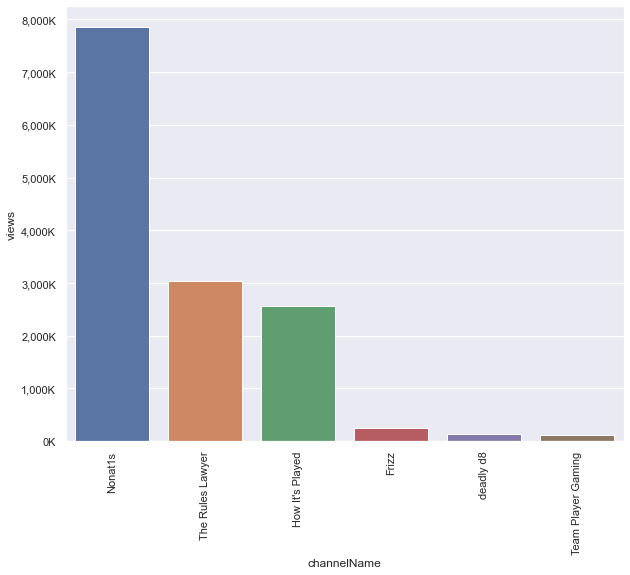 8,000K
7,000K
6,000K
5,000K
4,000K
3,000K
2,000K
1,000K
0K
views
Nonat1s
The Rules Lawyer
How It's Played
Frizz
deadly d8
Team Player Gaming
channelName